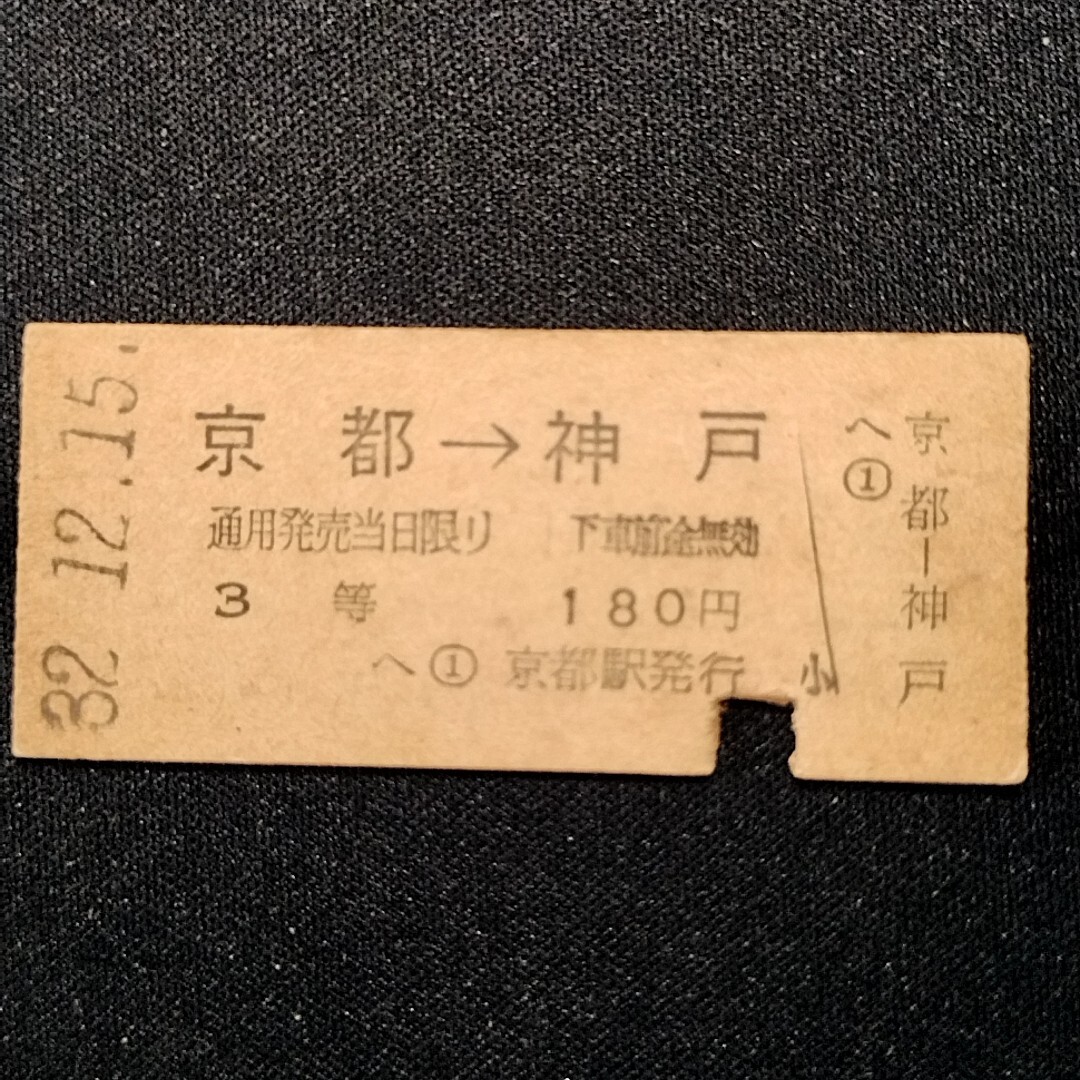 32.12.15.
京都→神戸
通用発売当日限り 下車前途無効
3 等 180円
へ① 京都駅発行
小
へ①
京都―神戸